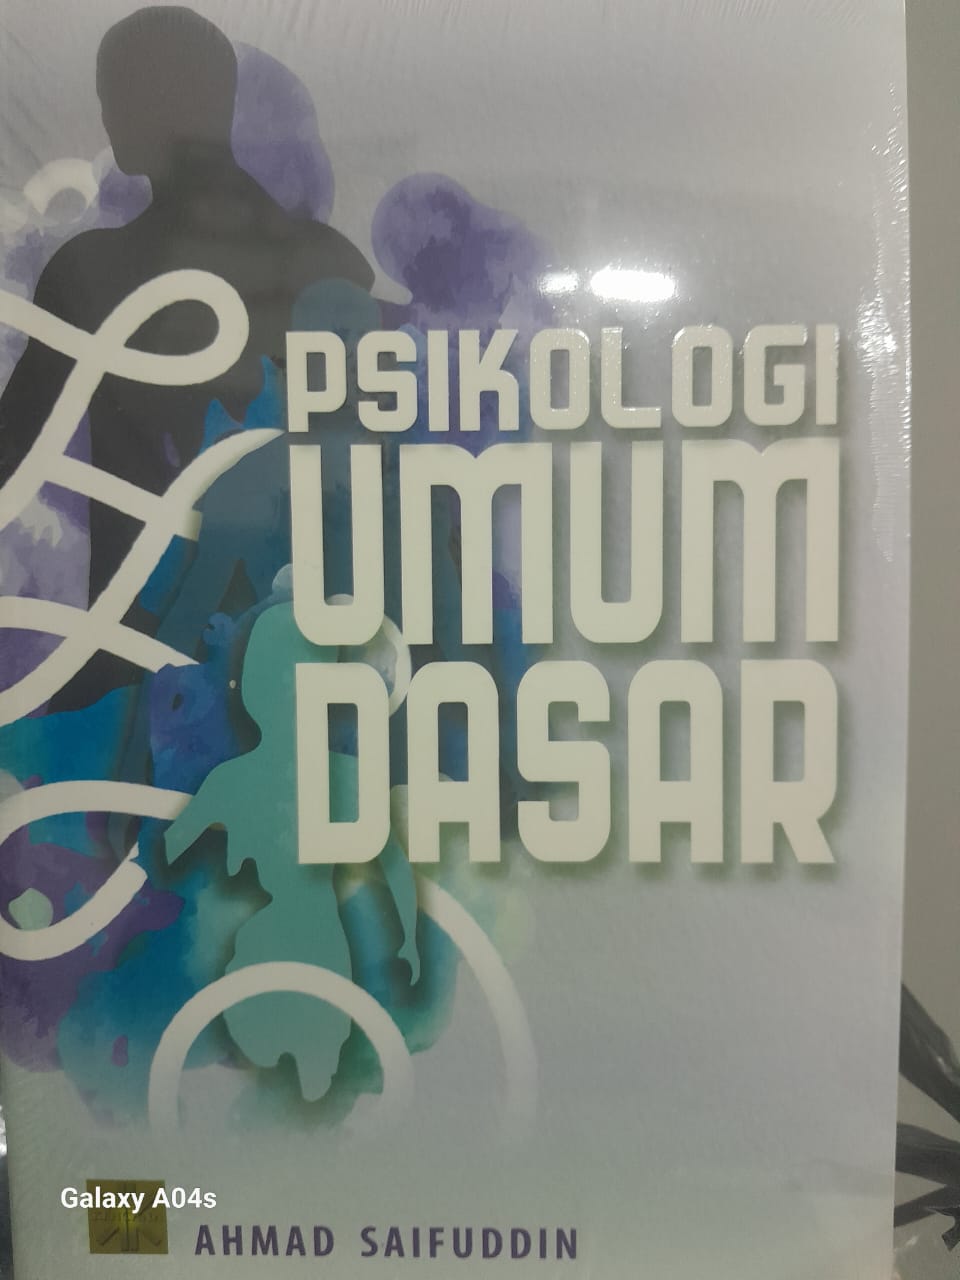 PSIKOLOGI
UMUM
DASAR
Galaxy A04s
AHMAD SAIFUDDIN